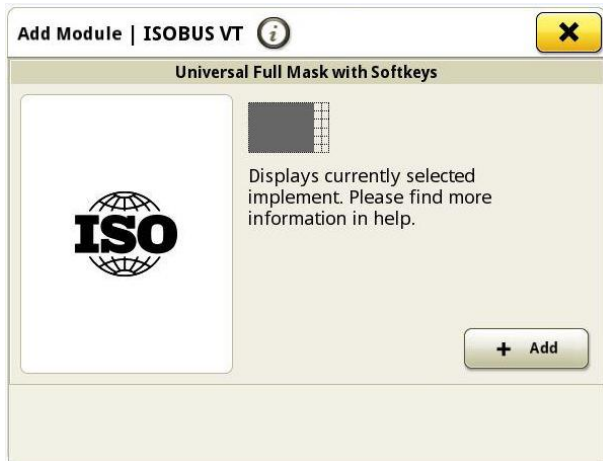 Add Module | ISOBUS VT i
Universal Full Mask with Softkeys
ISO
Displays currently selected
implement. Please find more
information in help.
+ Add